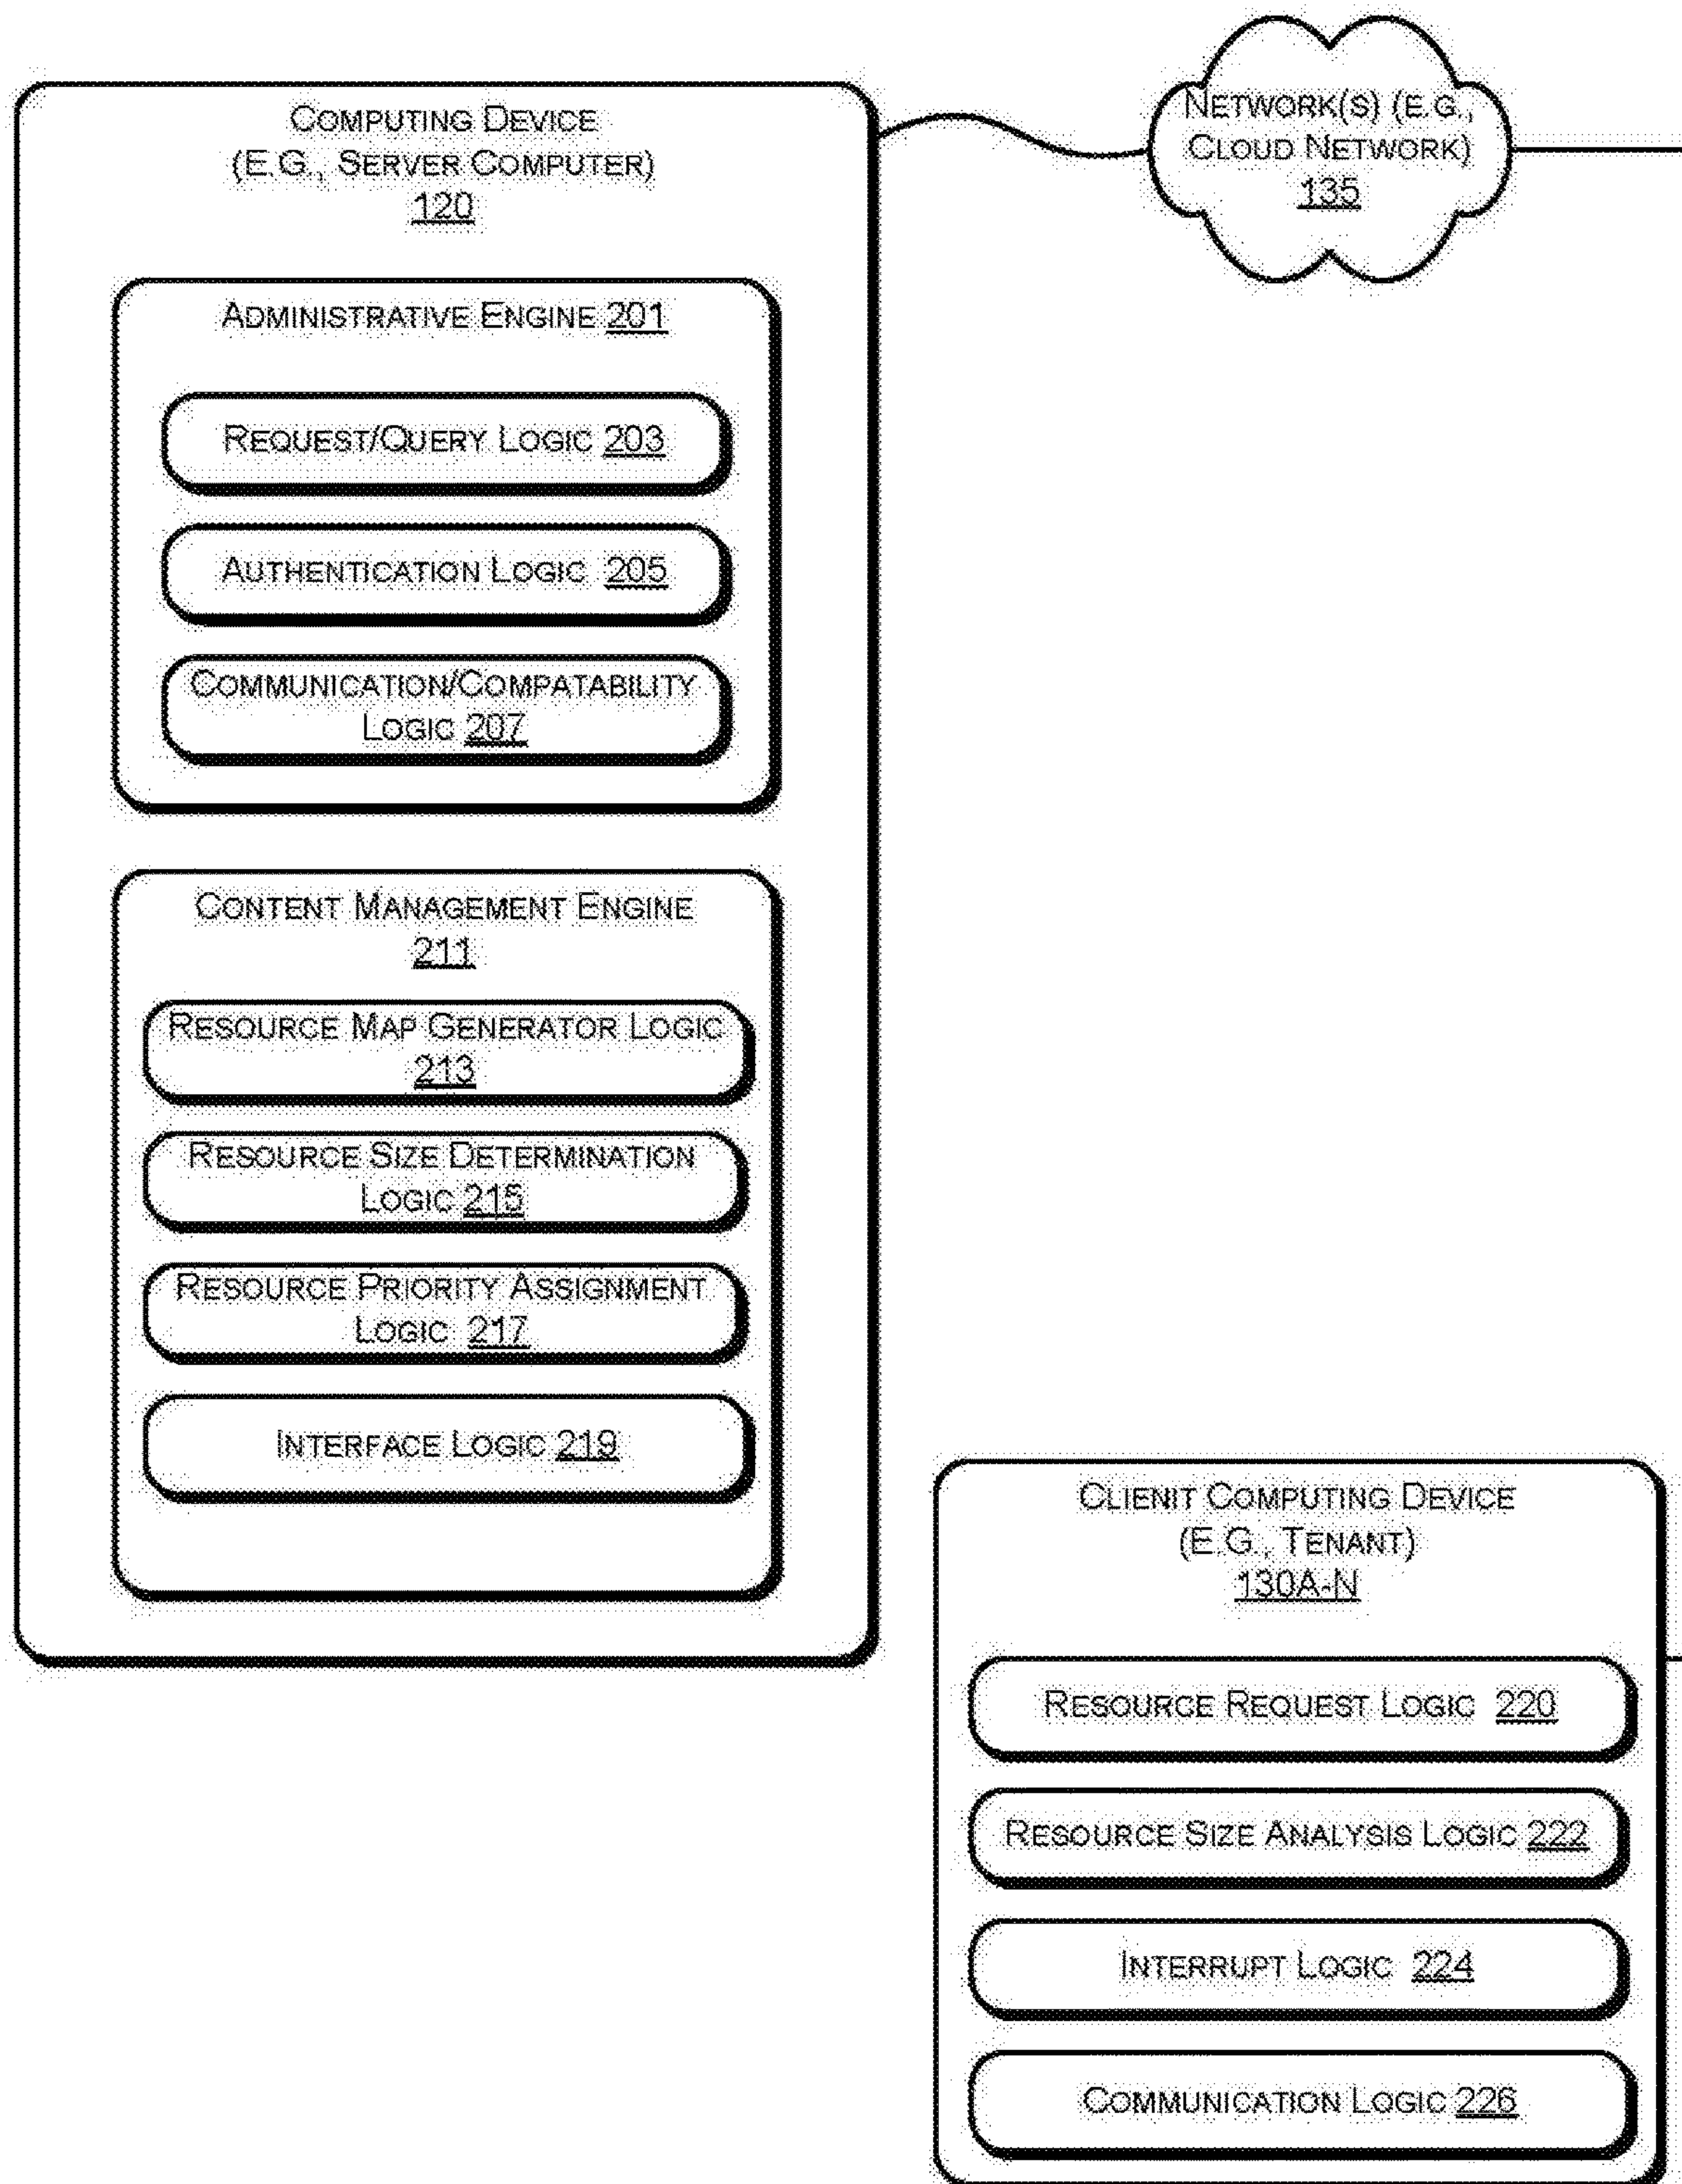 COMPUTING DEVICE
(E.G., SERVER COMPUTER)
120
ADMINISTRATIVE ENGINE 201
REQUEST/QUERY LOGIC 203
AUTHENTICATION LOGIC 205
COMMUNICATION/COMPATABILITY
LOGIC 207
CONTENT MANAGEMENT ENGINE
211
RESOURCE MAP GENERATOR LOGIC
213
RESOURCE SIZE DETERMINATION
LOGIC 215
RESOURCE PRIORITY ASSIGNMENT
LOGIC 217
INTERFACE LOGIC 219
NETWORK(S) (E.G.,
CLOUD NETWORK)
135
CLIENIT COMPUTING DEVICE
(E.G., TENANT)
130A-N
RESOURCE REQUEST LOGIC 220
RESOURCE SIZE ANALYSIS LOGIC 222
INTERRUPT LOGIC 224
COMMUNICATION LOGIC 226